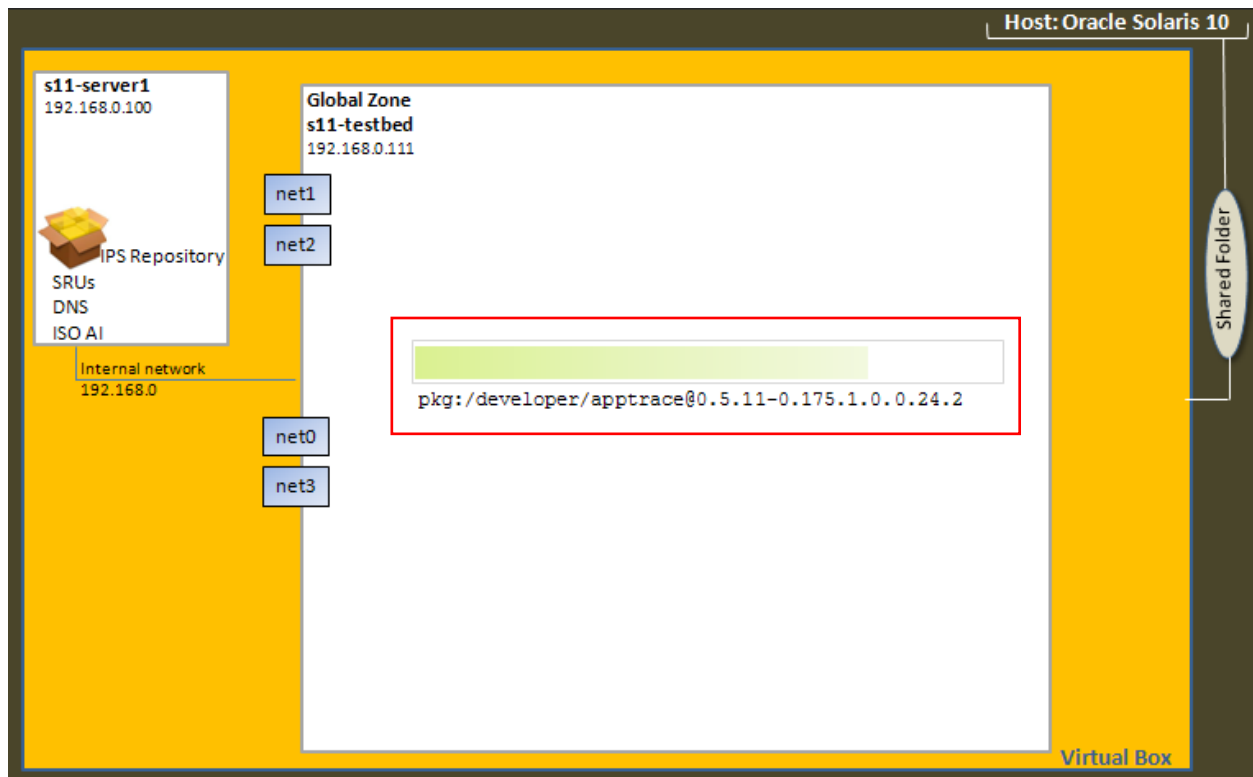 Host: Oracle Solaris 10
s11-server1
192.168.0.100
IPS Repository
SRUs
DNS
ISO AI
Internal network
192.168.0
Global Zone
s11-testbed
192.168.0.111
net1
net2
net0
net3
pkg:/developer/apptrace@0.5.11-0.175.1.0.0.24.2
Shared Folder
Virtual Box